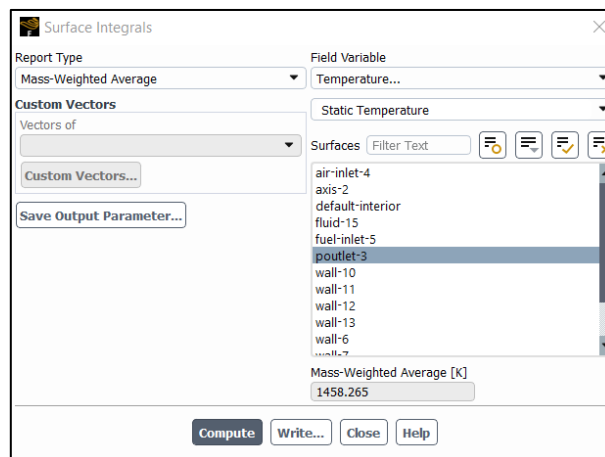 Surface Integrals
Report Type
Mass-Weighted Average
Custom Vectors
Vectors of
Custom Vectors...
Save Output Parameter...
Field Variable
Temperature...
Static Temperature
Surfaces Filter Text
air-inlet-4
axis-2
default-interior
fluid-15
fuel-inlet-5
poutlet-3
wall-10
wall-11
wall-12
wall-13
wall-6
wall-7
Mass-Weighted Average [K]
1458.265
Compute Write... Close Help